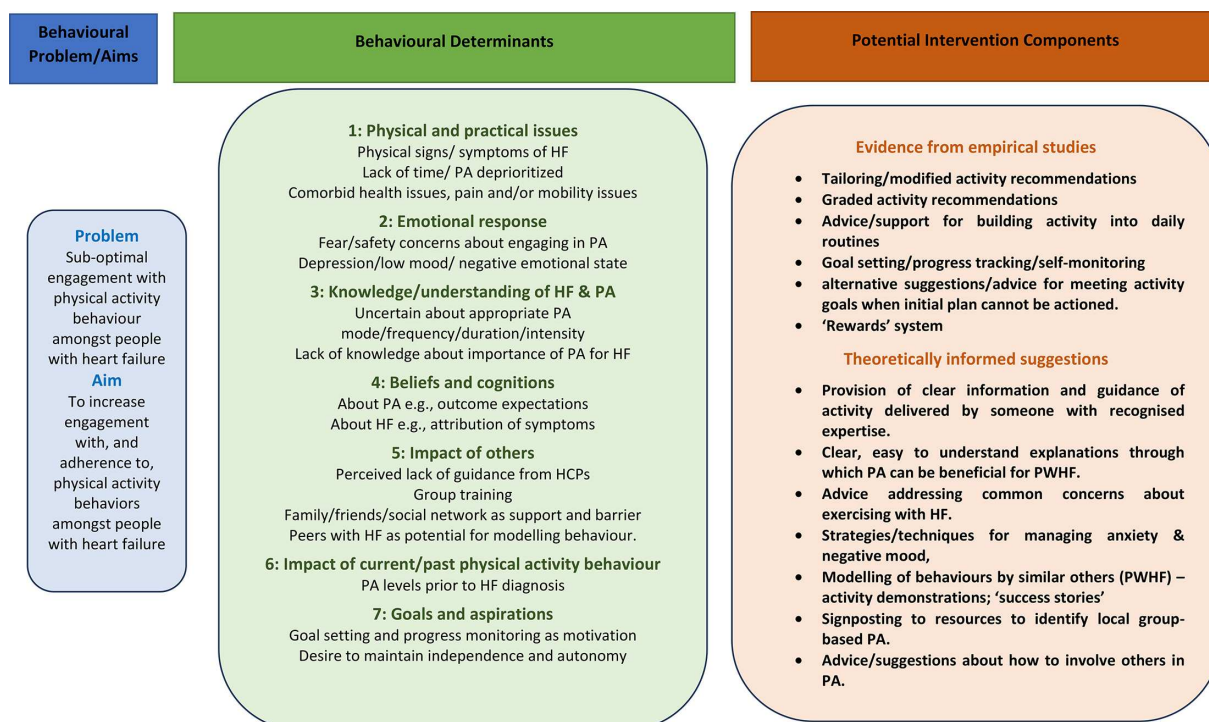 Behavioural
Problem/Aims
Behavioural Determinants
Potential Intervention Components
Problem
Sub-optimal
engagement with
physical activity
behaviour
amongst people
with heart failure
Aim
To increase
engagement
with, and
adherence to,
physical activity
behaviors
amongst people
with heart failure
1: Physical and practical issues
Physical signs/ symptoms of HF
Lack of time/ PA deprioritized
Comorbid health issues, pain and/or mobility issues
2: Emotional response
Fear/safety concerns about engaging in PA
Depression/low mood/ negative emotional state
3: Knowledge/understanding of HF & PA
Uncertain about appropriate PA
mode/frequency/duration/intensity
Lack of knowledge about importance of PA for HF
4: Beliefs and cognitions
About PA e.g., outcome expectations
About HF e.g., attribution of symptoms
5: Impact of others
Perceived lack of guidance from HCPs
Group training
Family/friends/social network as support and barrier
Peers with HF as potential for modelling behaviour.
6: Impact of current/past physical activity behaviour
PA levels prior to HF diagnosis
7: Goals and aspirations
Goal setting and progress monitoring as motivation
Desire to maintain independence and autonomy
Evidence from empirical studies
• Tailoring/modified activity recommendations
• Graded activity recommendations
• Advice/support for building activity into daily
routines
• Goal setting/progress tracking/self-monitoring
• alternative suggestions/advice for meeting activity
goals when initial plan cannot be actioned.
• ‘Rewards’ system
Theoretically informed suggestions
• Provision of clear information and guidance of
activity delivered by someone with recognised
expertise.
• Clear, easy to understand explanations through
which PA can be beneficial for PWHF.
• Advice addressing common concerns about
exercising with HF.
• Strategies/techniques for managing anxiety &
negative mood,
• Modelling of behaviours by similar others (PWHF) –
activity demonstrations; ‘success stories’
• Signposting to resources to identify local group-
based PA.
• Advice/suggestions about how to involve others in
PA.